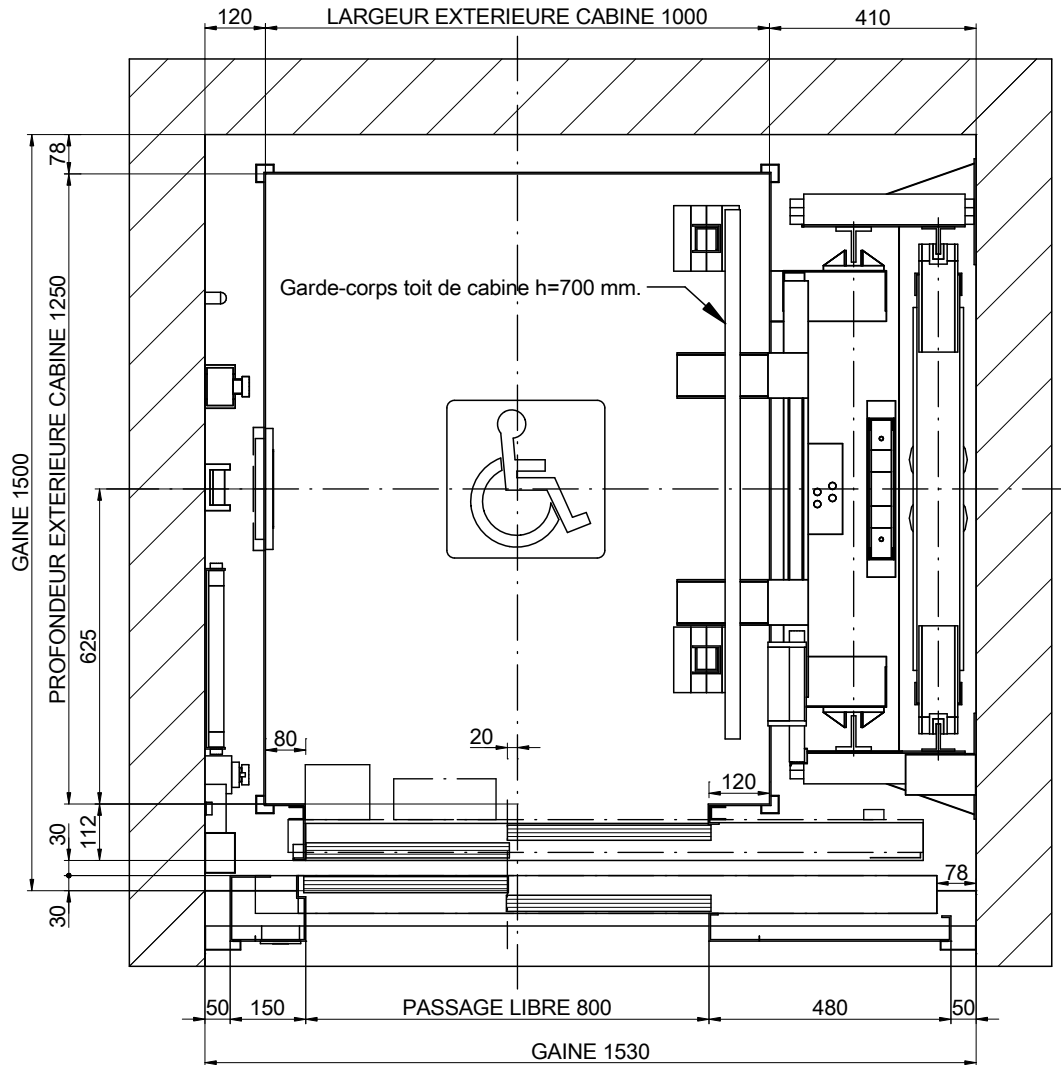 120
LARGEUR EXTERIEURE CABINE 1000
410
78
GAINE 1500
PROFONDEUR EXTERIEURE CABINE 1250
625
Garde-corps toit de cabine h=700 mm.
80
20
120
30
112
30
78
50
150
PASSAGE LIBRE 800
480
50
GAINE 1530